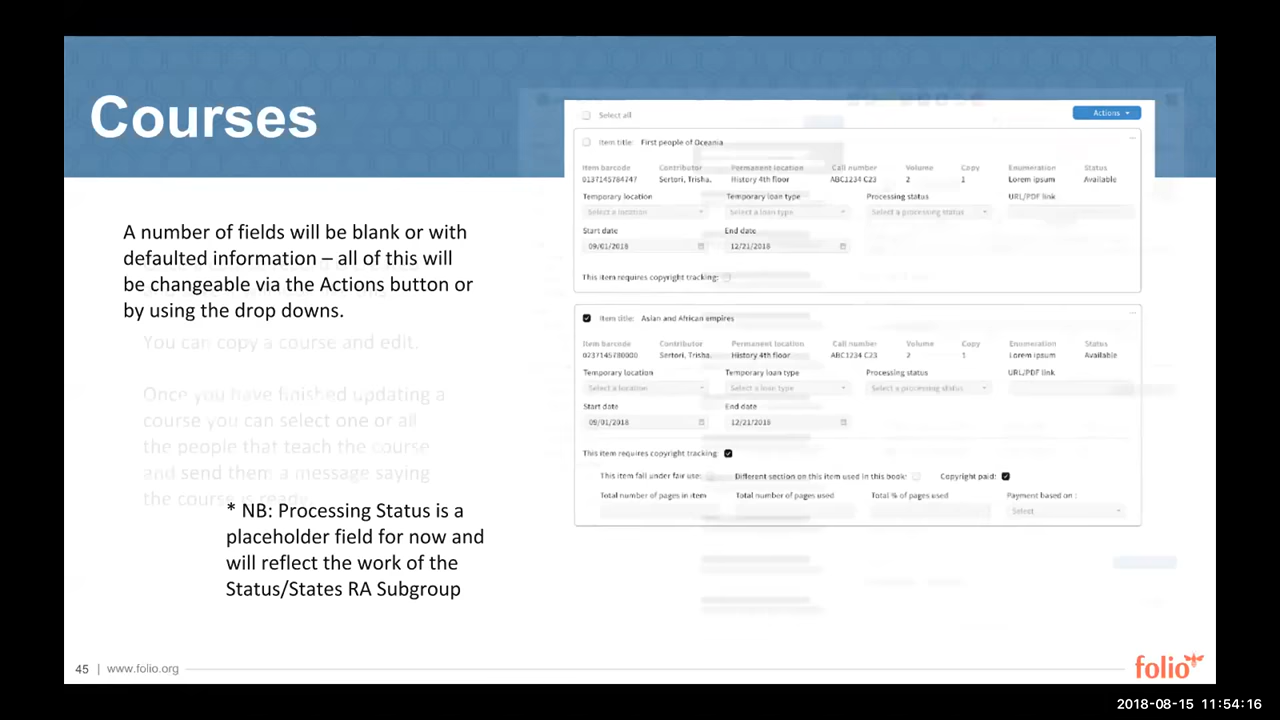 Courses
A number of fields will be blank or with
defaulted information – all of this will
be changeable via the Actions button or
by using the drop downs.
You can copy a course and edit.
Once you have finished updating a
course you can select one or all
the people that teach the course
and send them a message saying
the course is ready.
* NB: Processing Status is a
placeholder field for now and
will reflect the work of the
Status/States RA Subgroup
Select all
Actions
Item title: First people of Oceania
Item barcode Contributor Permanent location Call number Volume Copy Enumeration Status
0137145784747 Sertori, Trisha. History 4th floor ABC1234 C23 2 1 Lorem ipsum Available
Temporary location Temporary loan type Processing status URL/PDF link
Select a location Select a loan type Select a processing status
Start date End date
09/01/2018 12/21/2018
This item requires copyright tracking:
Item title: Asian and African empires
Item barcode Contributor Permanent location Call number Volume Copy Enumeration Status
0237145780000 Sertori, Trisha. History 4th floor ABC1234 C23 2 1 Lorem ipsum Available
Temporary location Temporary loan type Processing status URL/PDF link
Select a location Select a loan type Select a processing status
Start date End date
09/01/2018 12/21/2018
This item requires copyright tracking
This item fall under fair use: Different section on this item used in this book: Copyright paid:
Total number of pages in item Total number of pages used Total % of pages used Payment based on :
Select
45 | www.folio.org
folio
2018-08-15 11:54:16